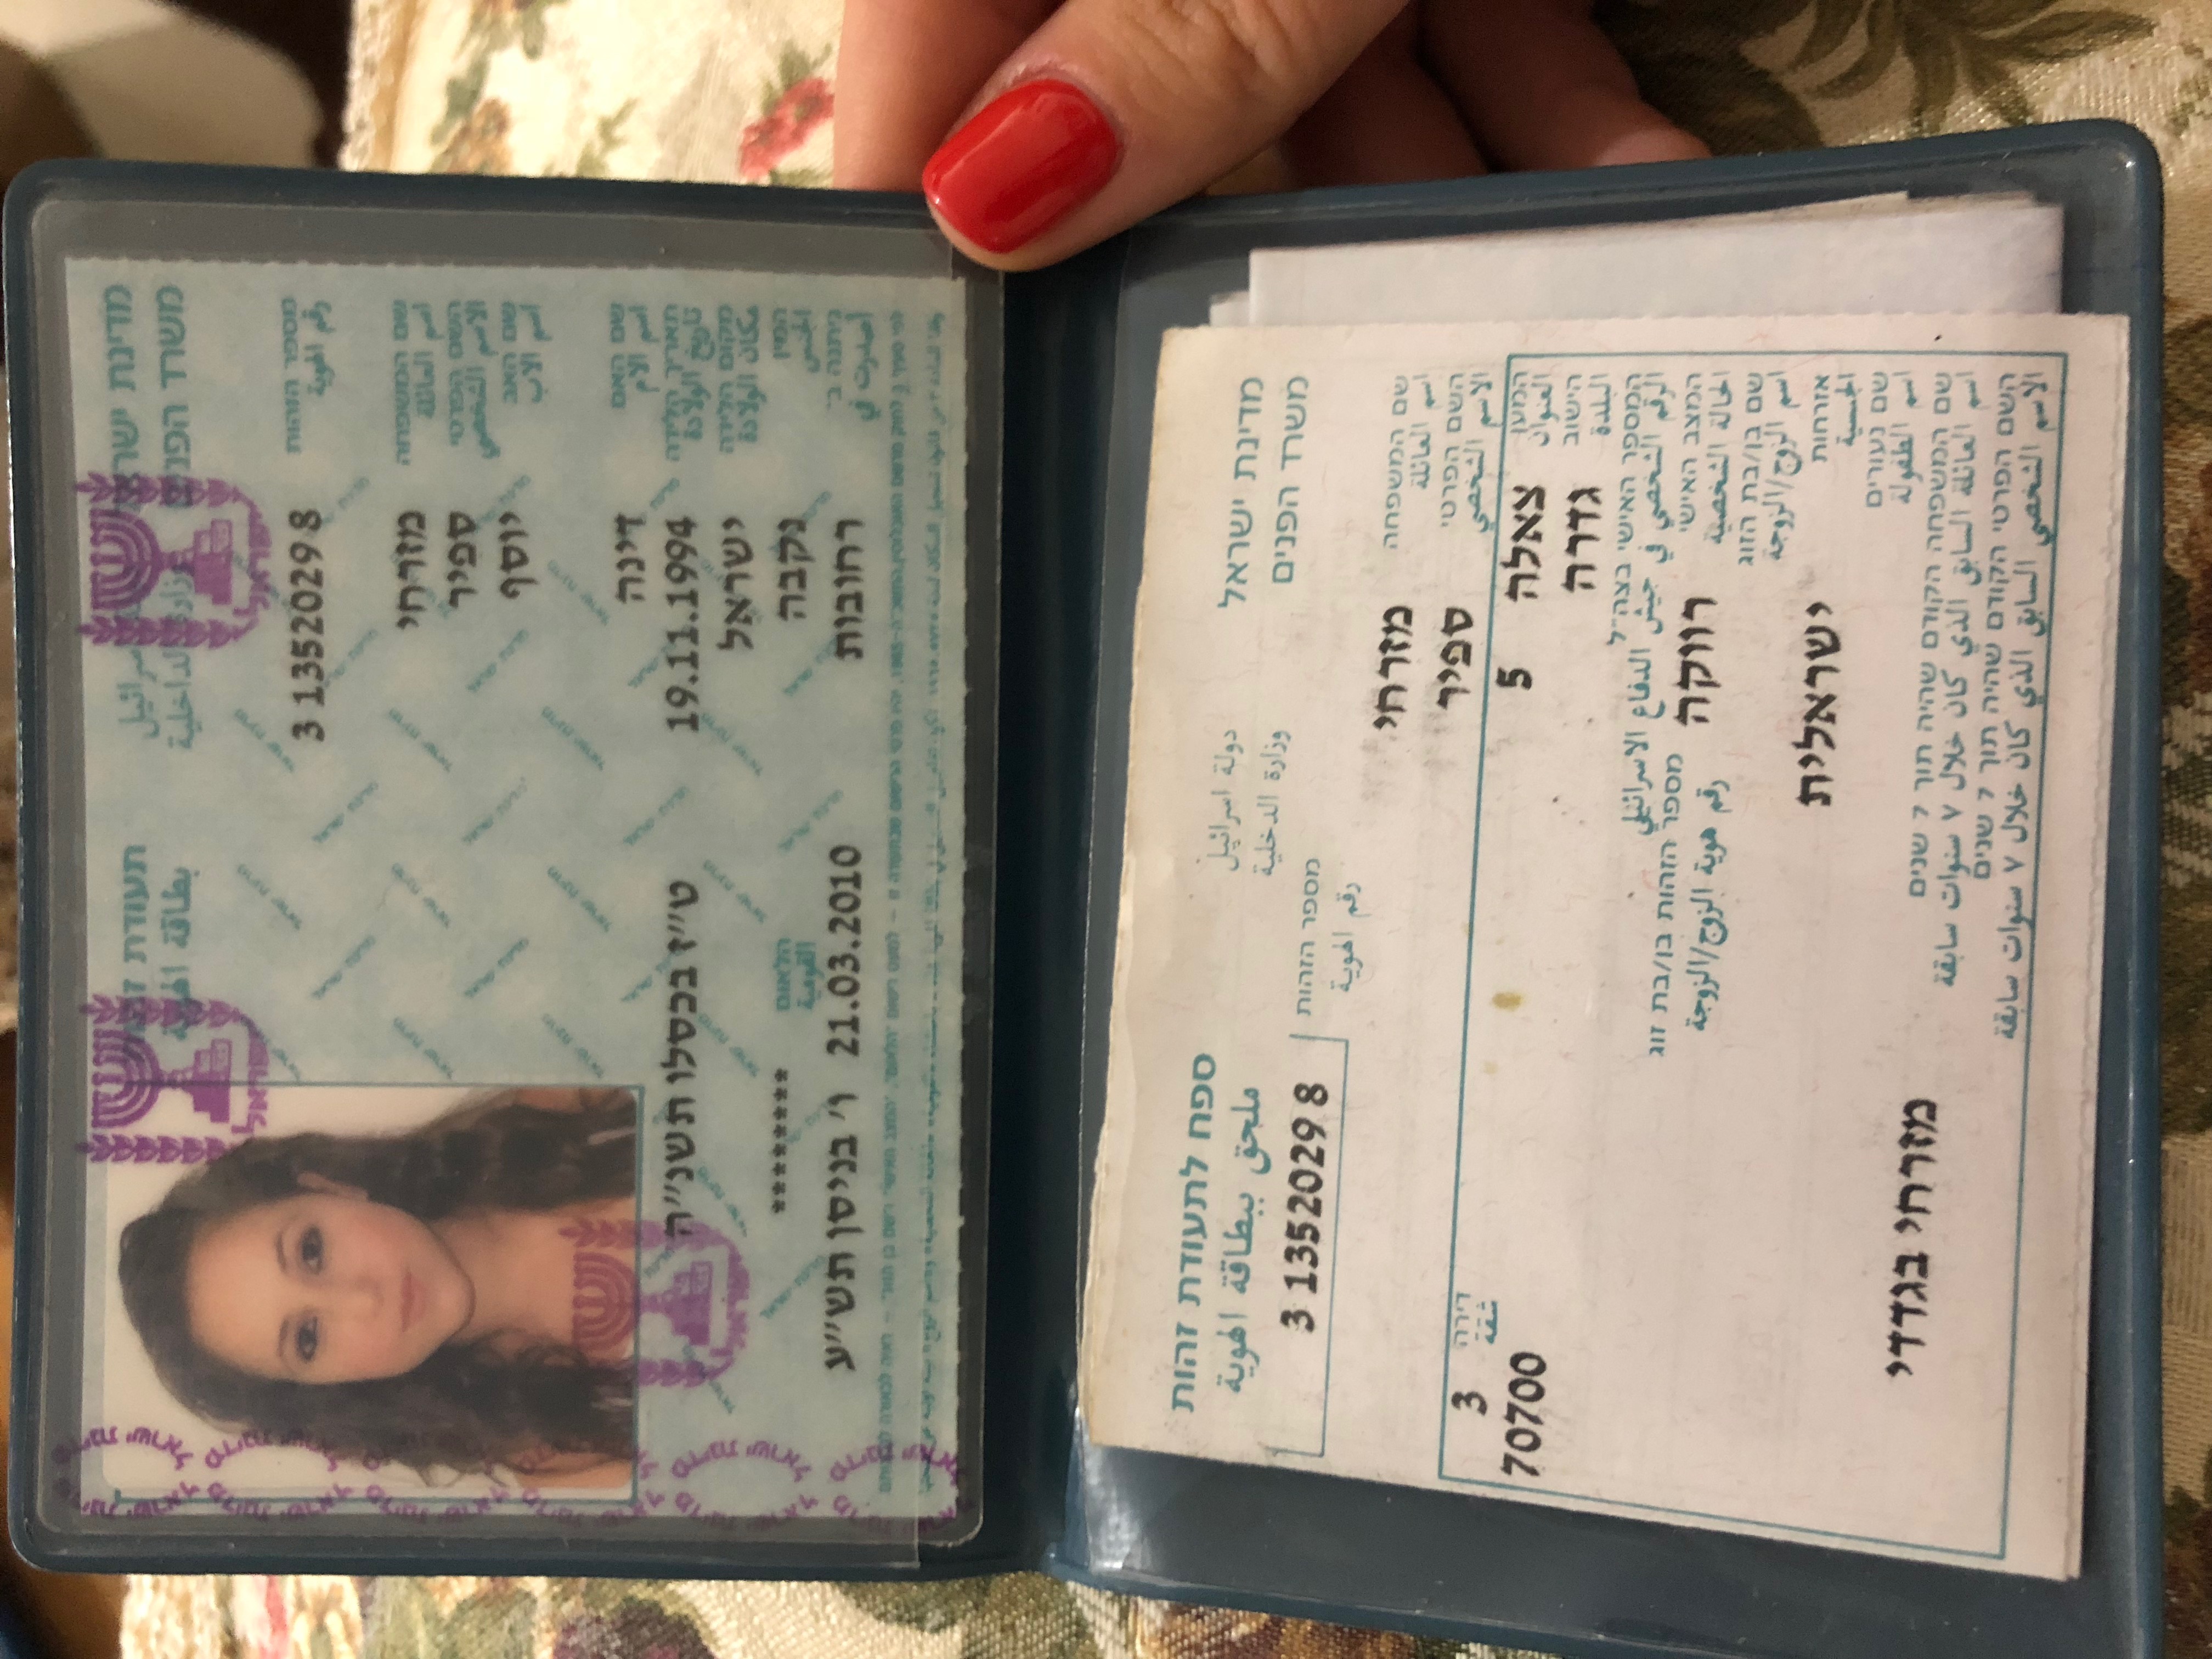 מדינת ישראל
משרד הפנים
اسرائيل
وزارة الداخلية
תעודת זהות
بطاقة الهوية
ישראל
ישראל
מספר הזהות 3 1352029 8
رقم الهوية
שם המשפחה מזרחי
اسم العائلة
השם הפרטי ספיר
الاسم الشخصي
שם האב יוסף
اسم الاب
שם האם דינה
اسم الام
תאריך הלידה 19.11.1994 ט"ז בכסלו תשנ"ה
تاريخ الولادة
מקום הלידה ישראל
مكان الولادة
ישראל
המין נקבה
الجنس
הלאום ********
القومية
ניתנה ב- רחובות 21.03.2010 ו' בניסן תש"ע
أصدرت في
מדינת ישראל
משרד הפנים
دولة اسرائيل
وزارة الدخلية
ספח לתעודת זהות
ملحق ببطاقة الهوية
מספר הזהות 3 1352029 8
رقم الهوية
שם המשפחה מזרחי
اسم العائلة
השם הפרטי ספיר
الاسم الشخصي
המען צאלה 5 דירה 3
العنوان شقة
70700
הישוב גדרה
البلدة
המספר האישי בצה"ל
الرقم الشخصي في جيش الدفاع الاسرائيلي
המצב האישי רווקה מספר הזהות בן/בת זוג
الحالة الشخصية رقم هوية الزوج/الزوجة
שם בן/בת הזוג
اسم الزوج/الزوجة
אזרחות ישראלית
الجنسية
שם נעורים
اسم الطفولة
שם המשפחה הקודם שהיה תוך 7 שנים מזרחי בגדדי
اسم العائلة السابق الذي كان خلال ٧ سنوات سابقة
השם הפרטי הקודם שהיה תוך 7 שנים
الاسم الشخصي السابق الذي كان خلال ٧ سنوات سابقة